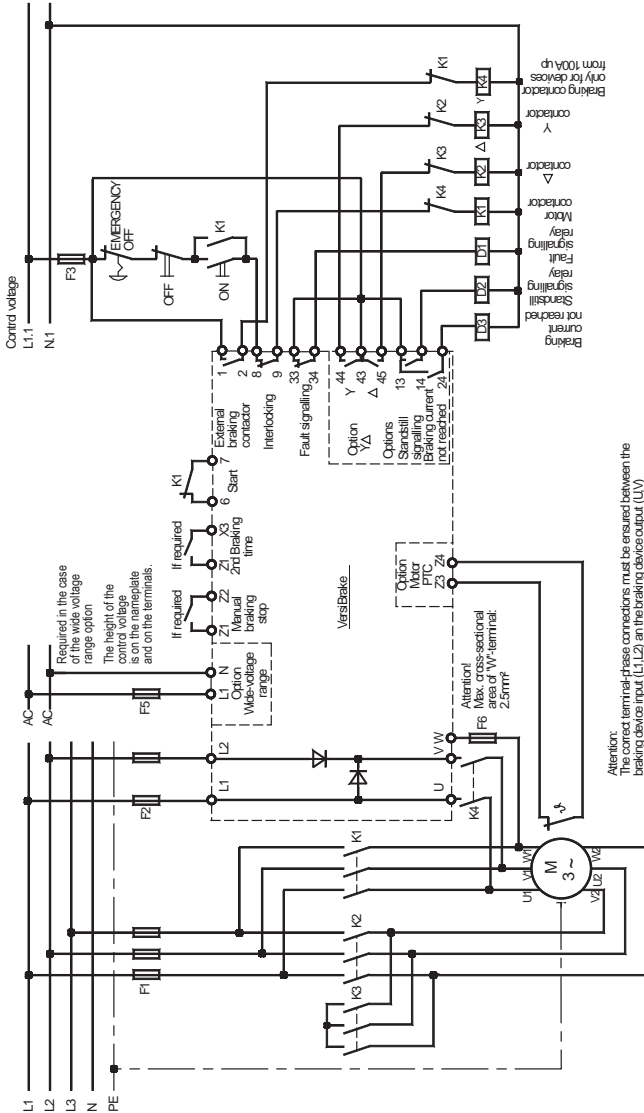 Control voltage
L1.1
N.1
F3
EMERGENCY
OFF
OFF
ON
K1
K1
K2
K3
K4
K4
Y
K3
Δ
K2
K1
D1
D2
D3
Braking contactor
only for devices
from 100A up
Y
contactor
Δ
contactor
Motor
contactor
Fault
signalling
relay
Standstill
signalling
relay
Braking
current
not reached
1
2
8
9
33
34
44
43
45
13
14
24
External
braking
contactor
Interlocking
Fault signalling
Option
YΔ
Y
Δ
Options
Standstill
signalling
Braking current
not reached
K1
6
7
Start
If required
Z1
X3
2nd Braking
time
If required
Z1
Z2
Manual
braking
stop
Required in the case
of the wide voltage
range option
The height of the
control voltage
is on the nameplate
and on the terminals.
AC
AC
F5
L1
N
Option
Wide-voltage
range
VersiBrake
Option
Motor
PTC
Z3
Z4
Attention!
Max. cross-sectional
area of "W"-terminal:
2.5mm²
F6
L1
L2
F2
U
V
W
K4
L1
L2
L3
N
PE
F1
K1
K2
K3
U1
V1
W1
M
3 ~
V2
U2
W2
ϑ
Attention:
The correct terminal-phase connections must be ensured between the
braking device input (L1,L2) an the braking device output (U,V)